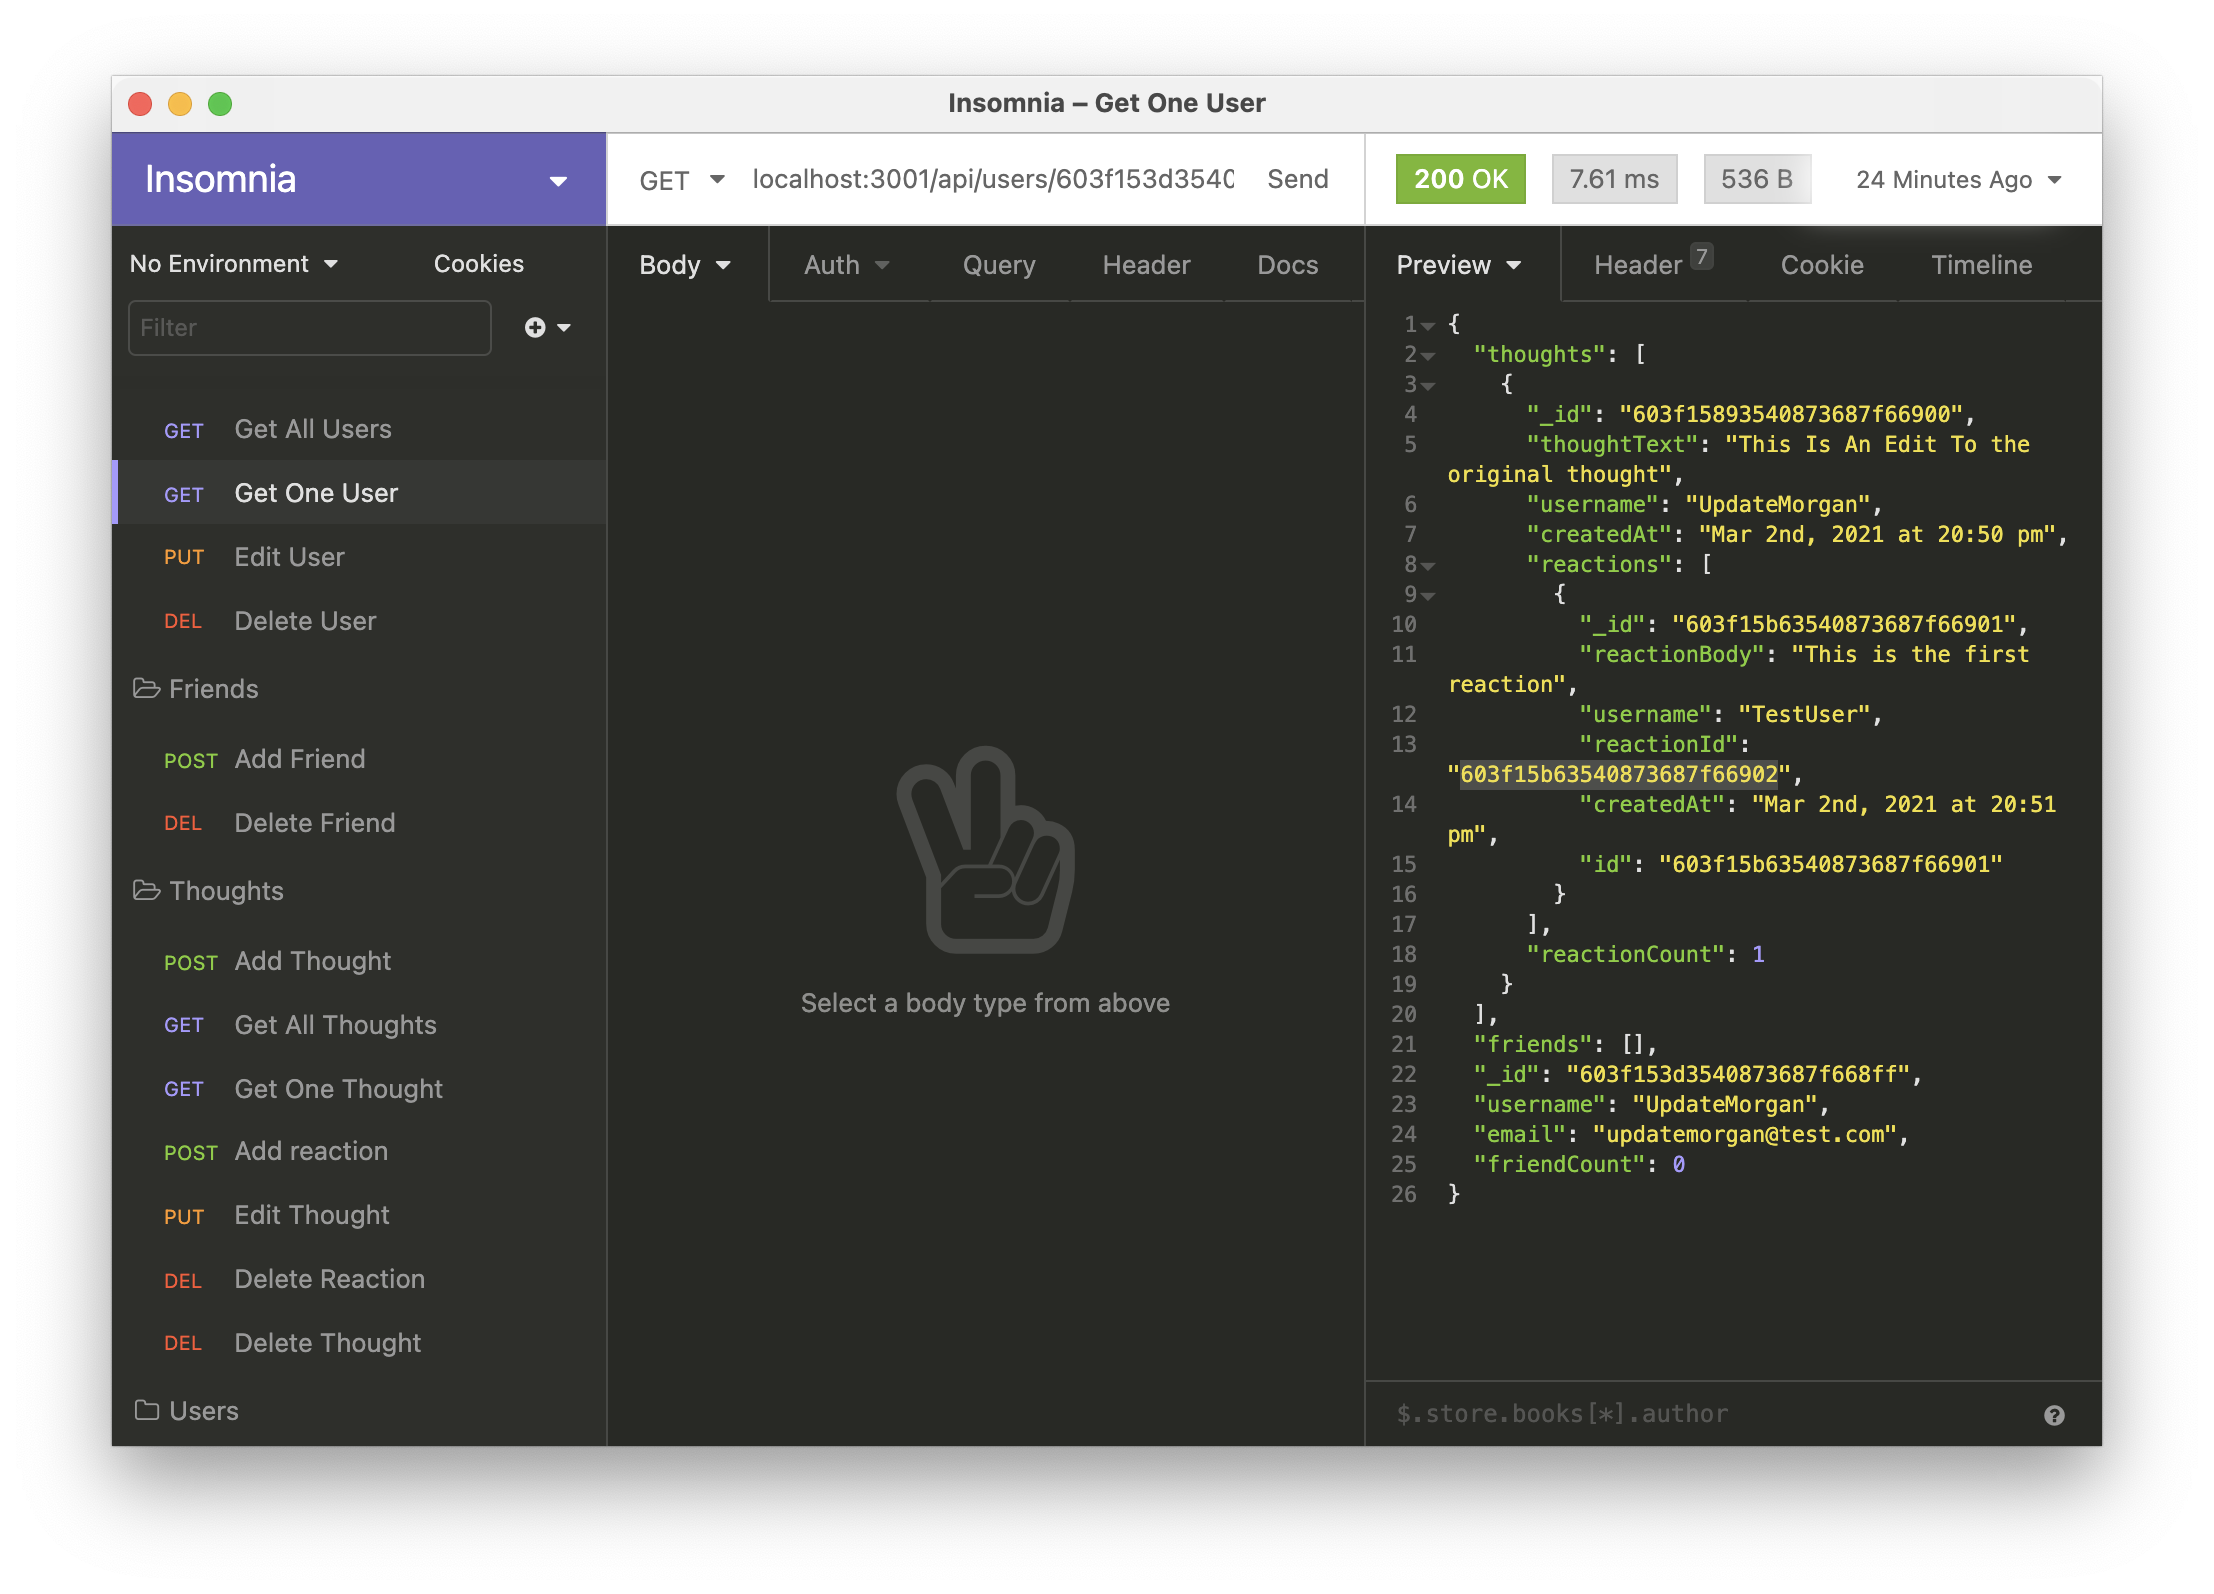 Insomnia – Get One User
Insomnia
GET localhost:3001/api/users/603f153d3540 Send
200 OK 7.61 ms 536 B 24 Minutes Ago
No Environment Cookies
Filter
GET Get All Users
GET Get One User
PUT Edit User
DEL Delete User
Friends
POST Add Friend
DEL Delete Friend
Thoughts
POST Add Thought
GET Get All Thoughts
GET Get One Thought
POST Add reaction
PUT Edit Thought
DEL Delete Reaction
DEL Delete Thought
Users
Body Auth Query Header Docs
Select a body type from above
Preview Header 7 Cookie Timeline
1 {
2 "thoughts": [
3 {
4 "_id": "603f15893540873687f66900",
5 "thoughtText": "This Is An Edit To the
original thought",
6 "username": "UpdateMorgan",
7 "createdAt": "Mar 2nd, 2021 at 20:50 pm",
8 "reactions": [
9 {
10 "_id": "603f15b63540873687f66901",
11 "reactionBody": "This is the first
reaction",
12 "username": "TestUser",
13 "reactionId":
"603f15b63540873687f66902",
14 "createdAt": "Mar 2nd, 2021 at 20:51
pm",
15 "id": "603f15b63540873687f66901"
16 }
17 ],
18 "reactionCount": 1
19 }
20 ],
21 "friends": [],
22 "_id": "603f153d3540873687f668ff",
23 "username": "UpdateMorgan",
24 "email": "updatemorgan@test.com",
25 "friendCount": 0
26 }
$.store.books[*].author